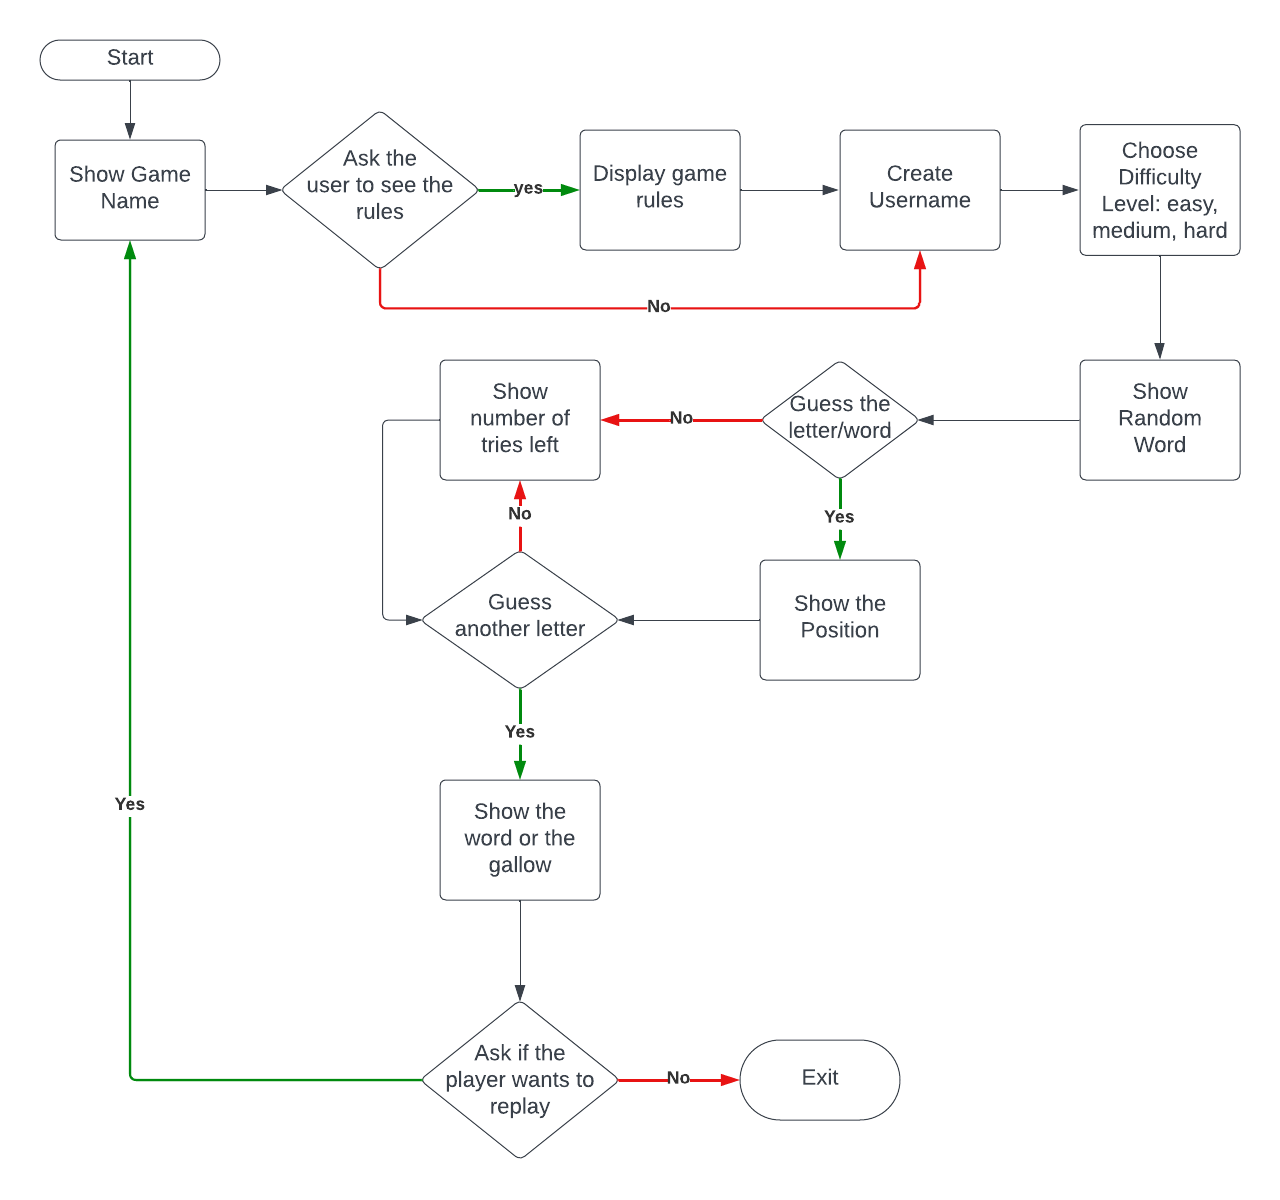 Start
Show Game
Name
Ask the
user to see the
rules
yes
Display game
rules
Create
Username
Choose
Difficulty
Level: easy,
medium, hard
No
Show
number of
tries left
No
Guess the
letter/word
Show
Random
Word
No
Yes
Guess
another letter
Show the
Position
Yes
Show the
word or the
gallow
Yes
Ask if the
player wants to
replay
No
Exit